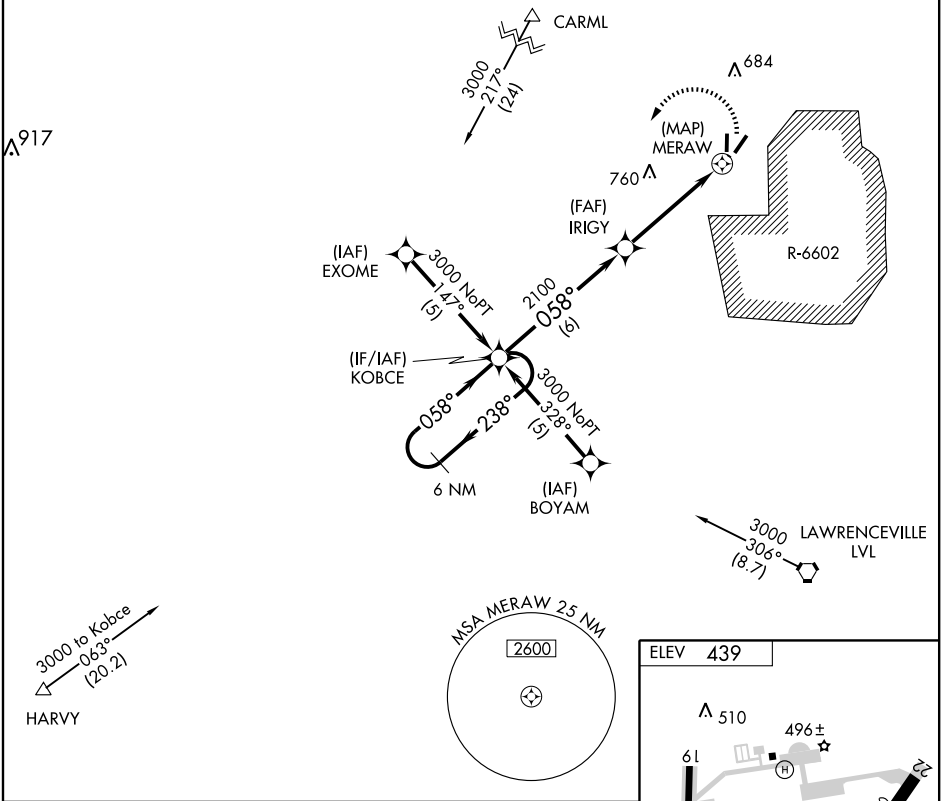 CARML
3000
217°
(24)
684
917
(MAP)
MERAW
760
(FAF)
IRIGY
R-6602
(IAF)
EXOME
3000 NoPT
147°
(5)
2100
058°
(6)
(IF/IAF)
KOBCE
3000 NoPT
328°
(5)
058°
238°
6 NM
(IAF)
BOYAM
3000
306°
(8.7)
LAWRENCEVILLE
LVL
3000 to Kobce
063°
(20.2)
HARVY
MSA MERAW 25 NM
2600
ELEV 439
510
496±
19
H
22